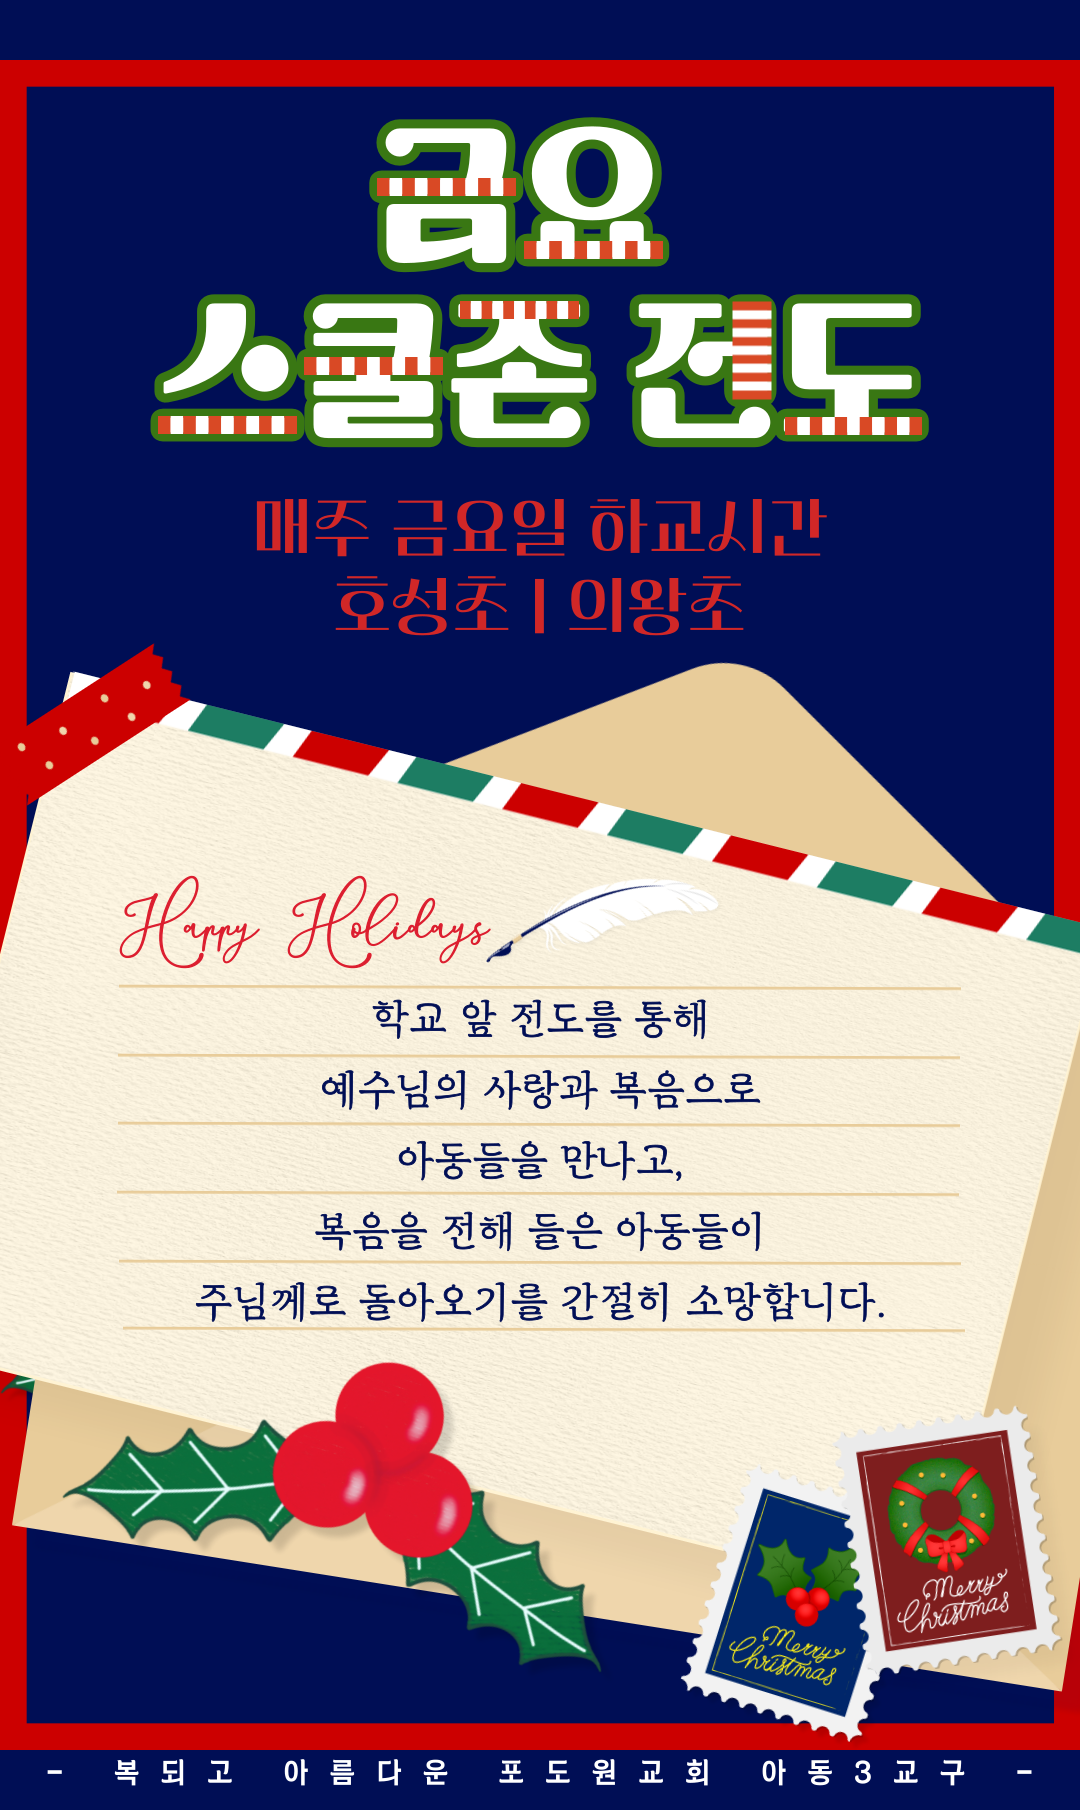 금요
스쿨존 전도
매주 금요일 하교시간
호성초 | 의왕초
Happy Holidays
학교 앞 전도를 통해
예수님의 사랑과 복음으로
아동들을 만나고,
복음을 전해 들은 아동들이
주님께로 돌아오기를 간절히 소망합니다.
Merry
Christmas
Merry
Christmas
- 복되고 아름다운 포도원교회 아동3교구 -